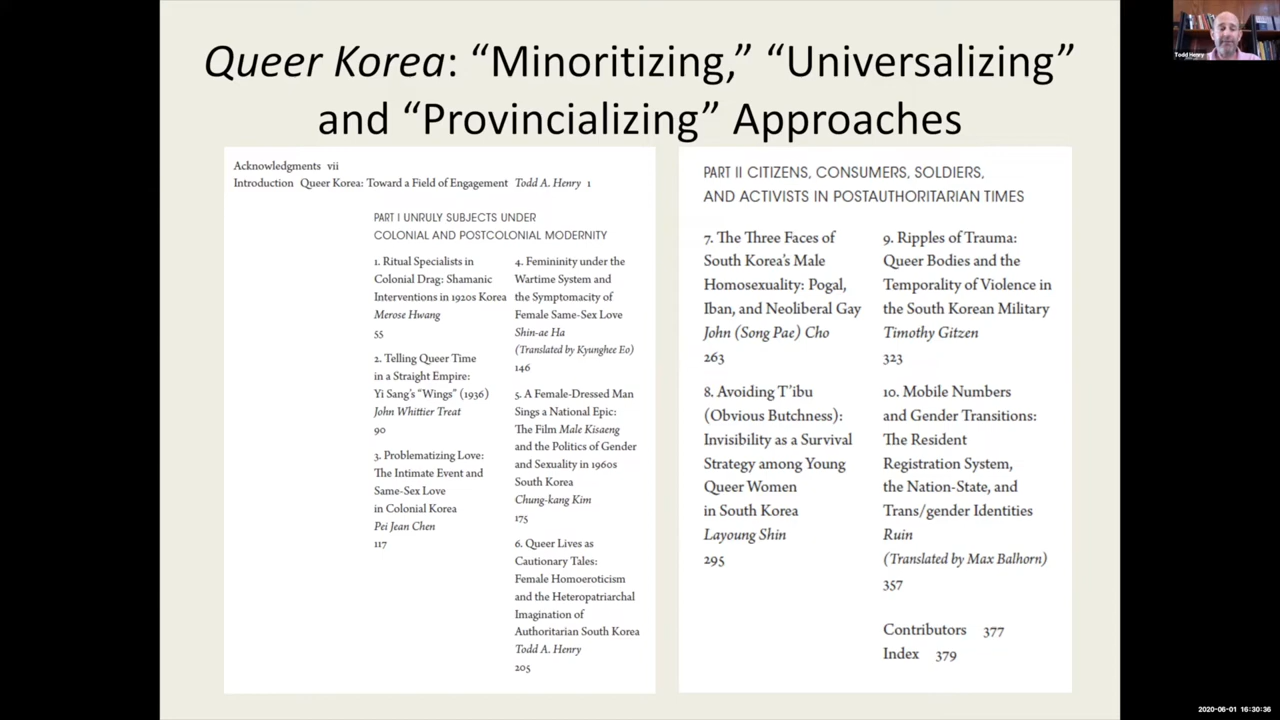 Queer Korea: “Minoritizing,” “Universalizing”
and “Provincializing” Approaches
Acknowledgments vii
Introduction Queer Korea: Toward a Field of Engagement Todd A. Henry 1
PART I UNRULY SUBJECTS UNDER
COLONIAL AND POSTCOLONIAL MODERNITY
1. Ritual Specialists in
Colonial Drag: Shamanic
Interventions in 1920s Korea
Merose Hwang
55
2. Telling Queer Time
in a Straight Empire:
Yi Sang’s “Wings” (1936)
John Whittier Treat
90
3. Problematizing Love:
The Intimate Event and
Same-Sex Love
in Colonial Korea
Pei Jean Chen
117
4. Femininity under the
Wartime System and
the Symptomacity of
Female Same-Sex Love
Shin-ae Ha
(Translated by Kyunghee Eo)
146
5. A Female-Dressed Man
Sings a National Epic:
The Film Male Kisaeng
and the Politics of Gender
and Sexuality in 1960s
South Korea
Chung-kang Kim
175
6. Queer Lives as
Cautionary Tales:
Female Homoeroticism
and the Heteropatriarchal
Imagination of
Authoritarian South Korea
Todd A. Henry
205
PART II CITIZENS, CONSUMERS, SOLDIERS,
AND ACTIVISTS IN POSTAUTHORITARIAN TIMES
7. The Three Faces of
South Korea’s Male
Homosexuality: Pogal,
Iban, and Neoliberal Gay
John (Song Pae) Cho
263
8. Avoiding T’ibu
(Obvious Butchness):
Invisibility as a Survival
Strategy among Young
Queer Women
in South Korea
Layoung Shin
295
9. Ripples of Trauma:
Queer Bodies and the
Temporality of Violence in
the South Korean Military
Timothy Gitzen
323
10. Mobile Numbers
and Gender Transitions:
The Resident
Registration System,
the Nation-State, and
Trans/gender Identities
Ruin
(Translated by Max Balhorn)
357
Contributors 377
Index 379
Todd Henry
2020-06-01 16:30:36